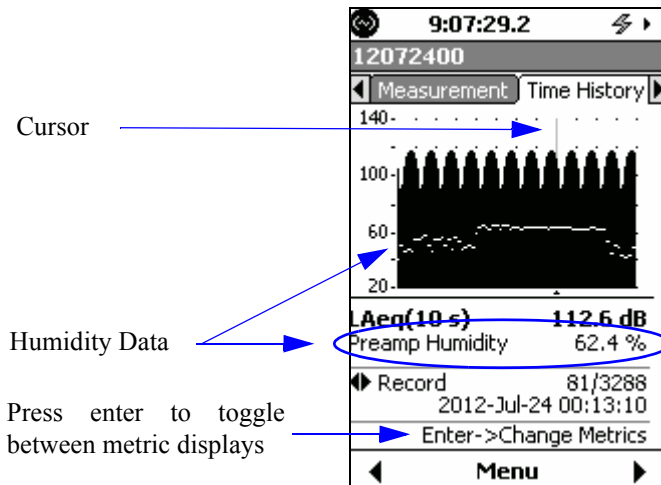 9:07:29.2
12072400
Measurement Time History
Cursor
140
100
60
20
LAeq(10 s) 112.6 dB
Humidity Data
Preamp Humidity 62.4 %
Record 81/3288
2012-Jul-24 00:13:10
Press enter to toggle
between metric displays
Enter->Change Metrics
Menu